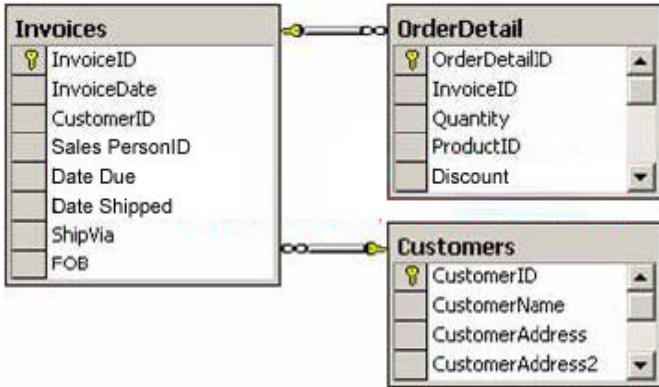 Invoices
InvoiceID
InvoiceDate
CustomerID
Sales PersonID
Date Due
Date Shipped
ShipVia
FOB
OrderDetail
OrderDetailID
InvoiceID
Quantity
ProductID
Discount
Customers
CustomerID
CustomerName
CustomerAddress
CustomerAddress2